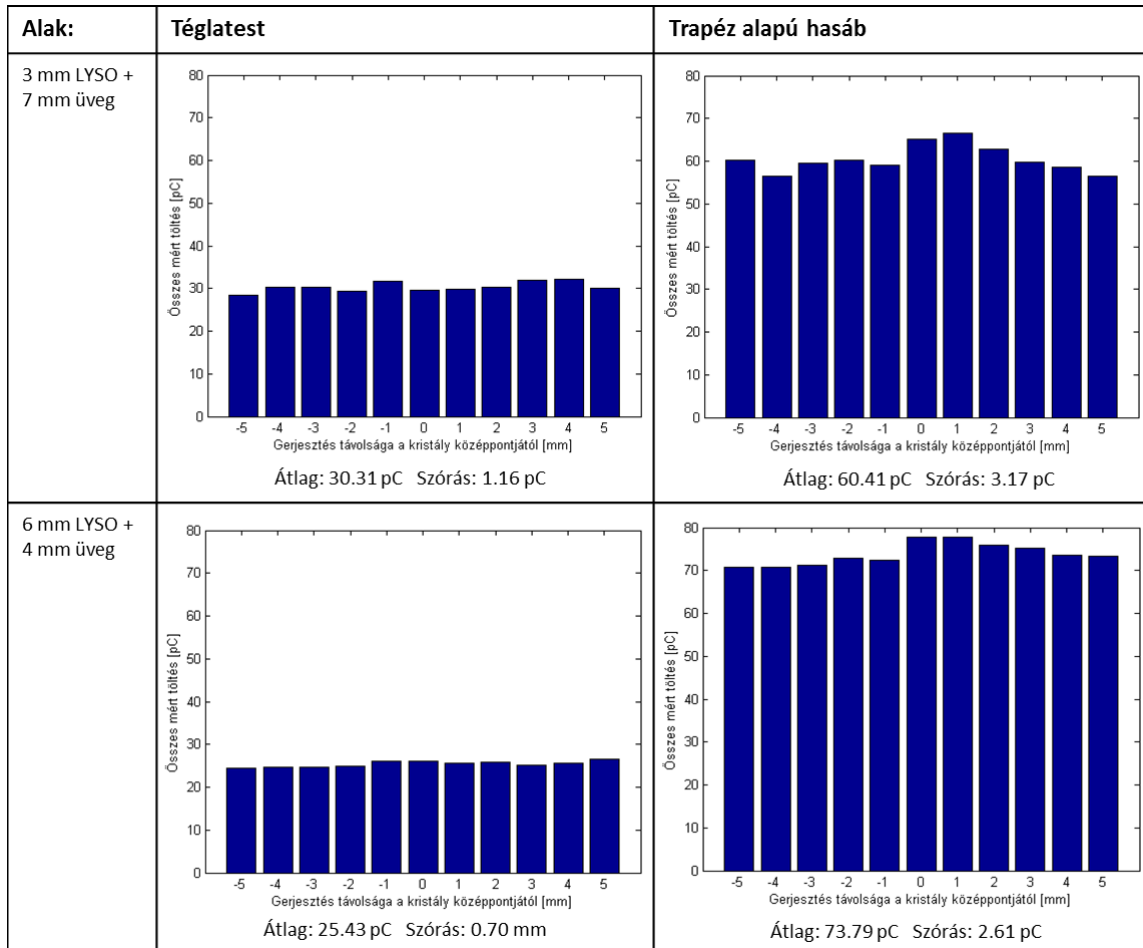 Alak:
Téglatest
Trapéz alapú hasáb
3 mm LYSO +
7 mm üveg
Összes mért töltés [pC]
80
70
60
50
40
30
20
10
0
-5 -4 -3 -2 -1 0 1 2 3 4 5
Gerjesztés távolsága a kristály középpontjától [mm]
Átlag: 30.31 pC Szórás: 1.16 pC
Összes mért töltés [pC]
80
70
60
50
40
30
20
10
0
-5 -4 -3 -2 -1 0 1 2 3 4 5
Gerjesztés távolsága a kristály középpontjától [mm]
Átlag: 60.41 pC Szórás: 3.17 pC
6 mm LYSO +
4 mm üveg
Összes mért töltés [pC]
80
70
60
50
40
30
20
10
0
-5 -4 -3 -2 -1 0 1 2 3 4 5
Gerjesztés távolsága a kristály középpontjától [mm]
Átlag: 25.43 pC Szórás: 0.70 mm
Összes mért töltés [pC]
80
70
60
50
40
30
20
10
0
-5 -4 -3 -2 -1 0 1 2 3 4 5
Gerjesztés távolsága a kristály középpontjától [mm]
Átlag: 73.79 pC Szórás: 2.61 pC